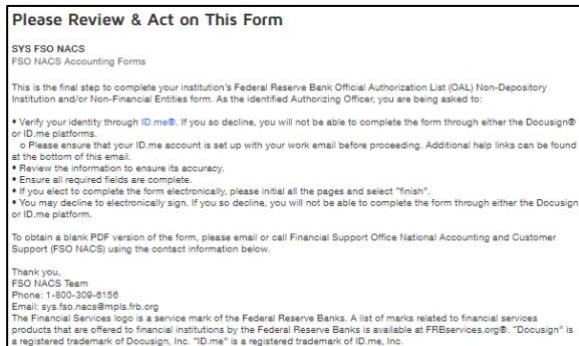 Please Review & Act on This Form
SYS FSO NACS
FSO NACS Accounting Forms
This is the final step to complete your institution's Federal Reserve Bank Official Authorization List (OAL) Non-Depository
Institution and/or Non-Financial Entities form. As the identified Authorizing Officer, you are being asked to:
• Verify your identity through ID.me®. If you so decline, you will not be able to complete the form through either the Docusign®
or ID.me platforms.
o Please ensure that your ID.me account is set up with your work email before proceeding. Additional help links can be found
at the bottom of this email.
• Review the information to ensure its accuracy.
• Ensure all required fields are complete.
• If you elect to complete the form electronically, please initial all the pages and select "finish".
• You may decline to electronically sign. If you so decline, you will not be able to complete the form through either the Docusign
or ID.me platform.
To obtain a blank PDF version of the form, please email or call Financial Support Office National Accounting and Customer
Support (FSO NACS) using the contact information below.
Thank you,
FSO NACS Team
Phone: 1-800-309-6156
Email: sys.fso.nacs@mpls.frb.org
The Financial Services logo is a service mark of the Federal Reserve Banks. A list of marks related to financial services
products that are offered to financial institutions by the Federal Reserve Banks is available at FRBservices.org®. "Docusign" is
a registered trademark of Docusign, Inc. "ID.me" is a registered trademark of ID.me, Inc.